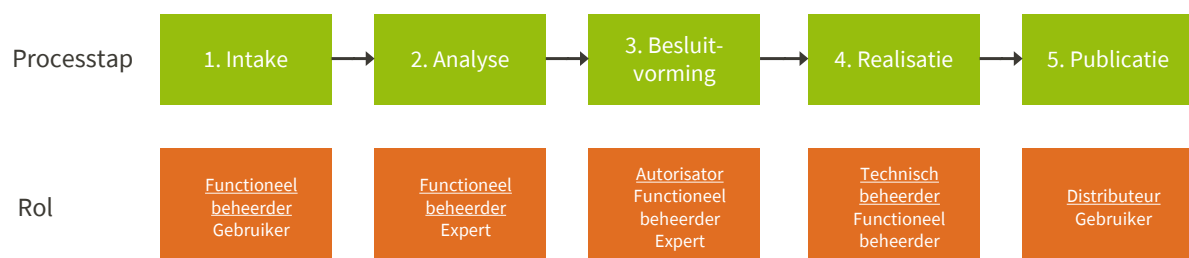 Processtap
1. Intake
2. Analyse
3. Besluit-
vorming
4. Realisatie
5. Publicatie
Rol
Functioneel
beheerder
Gebruiker
Functioneel
beheerder
Expert
Autorisator
Functioneel
beheerder
Expert
Technisch
beheerder
Functioneel
beheerder
Distributeur
Gebruiker